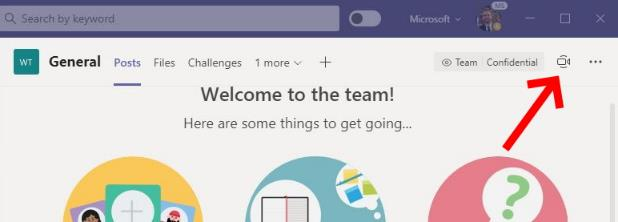 Search by keyword
Microsoft
MS
WT General Posts Files Challenges 1 more + Team Confidential
Welcome to the team!
Here are some things to get going...